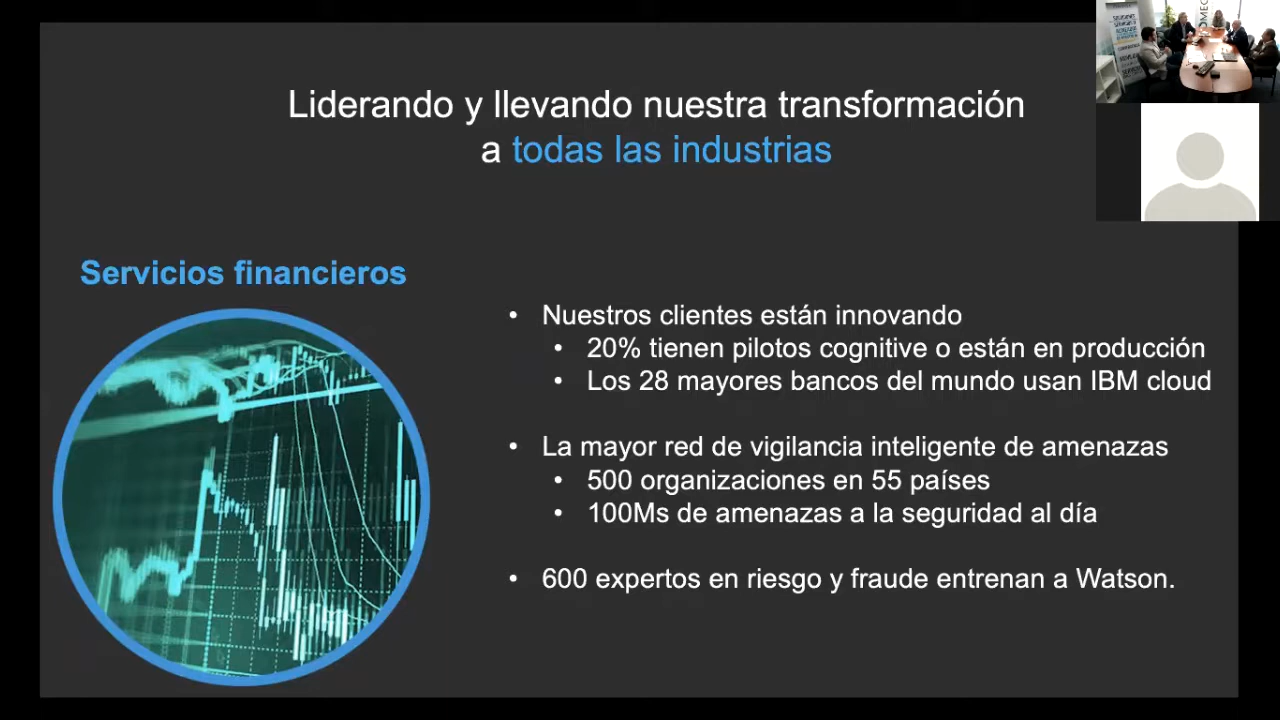 Liderando y llevando nuestra transformación
a todas las industrias
Servicios financieros
• Nuestros clientes están innovando
• 20% tienen pilotos cognitive o están en producción
• Los 28 mayores bancos del mundo usan IBM cloud
• La mayor red de vigilancia inteligente de amenazas
• 500 organizaciones en 55 países
• 100Ms de amenazas a la seguridad al día
• 600 expertos en riesgo y fraude entrenan a Watson.